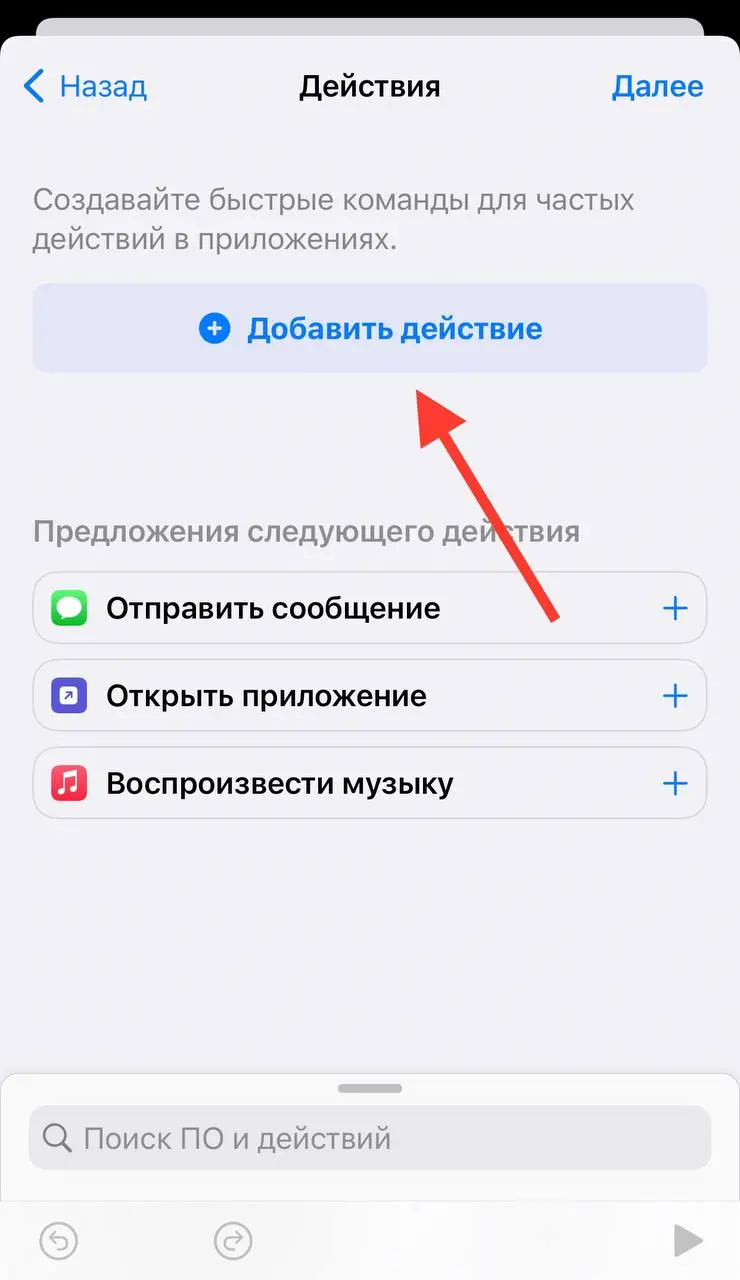 Назад
Действия
Далее
Создавайте быстрые команды для частых
действий в приложениях.
Добавить действие
Предложения следующего действия
Отправить сообщение
Открыть приложение
Воспроизвести музыку
Поиск ПО и действий